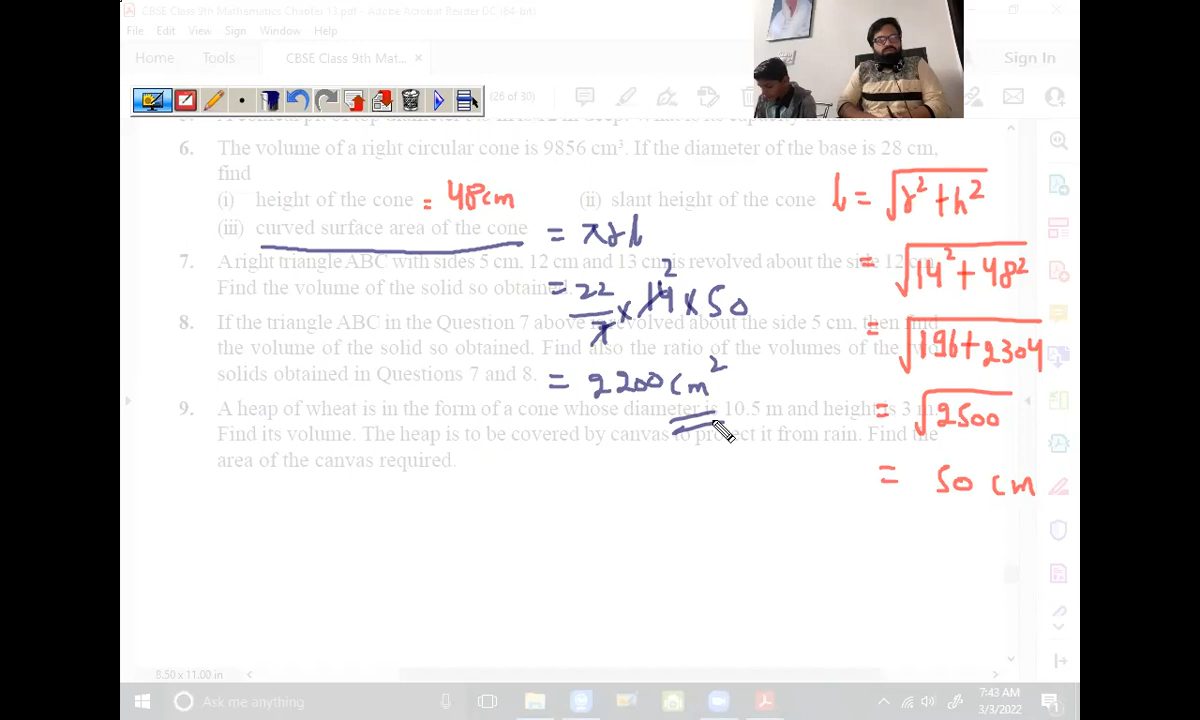 CBSE Class 9th Mathematics Chapter 13.pdf - Adobe Acrobat Reader DC (64-bit)
File Edit View Sign Window Help
Home Tools CBSE Class 9th Mat... × Sign In
(26 of 30)
6. The volume of a right circular cone is 9856 cm³. If the diameter of the base is 28 cm,
find
(i) height of the cone = 48cm (ii) slant height of the cone
(iii) curved surface area of the cone = πrl
7. A right triangle ABC with sides 5 cm, 12 cm and 13 cm is revolved about the side 12 cm.
Find the volume of the solid so obtained.
8. If the triangle ABC in the Question 7 above is revolved about the side 5 cm, then find
the volume of the solid so obtained. Find also the ratio of the volumes of the two
solids obtained in Questions 7 and 8.
9. A heap of wheat is in the form of a cone whose diameter is 10.5 m and height is 3 m.
Find its volume. The heap is to be covered by canvas to protect it from rain. Find the
area of the canvas required.
= 22/7 × 14 2 × 50
= 2200 cm²
l = √r² + h²
= √14² + 48²
= √196 + 2304
= √2500
= 50 cm
8.50 x 11.00 in
Ask me anything
7:43 AM
3/3/2022
1